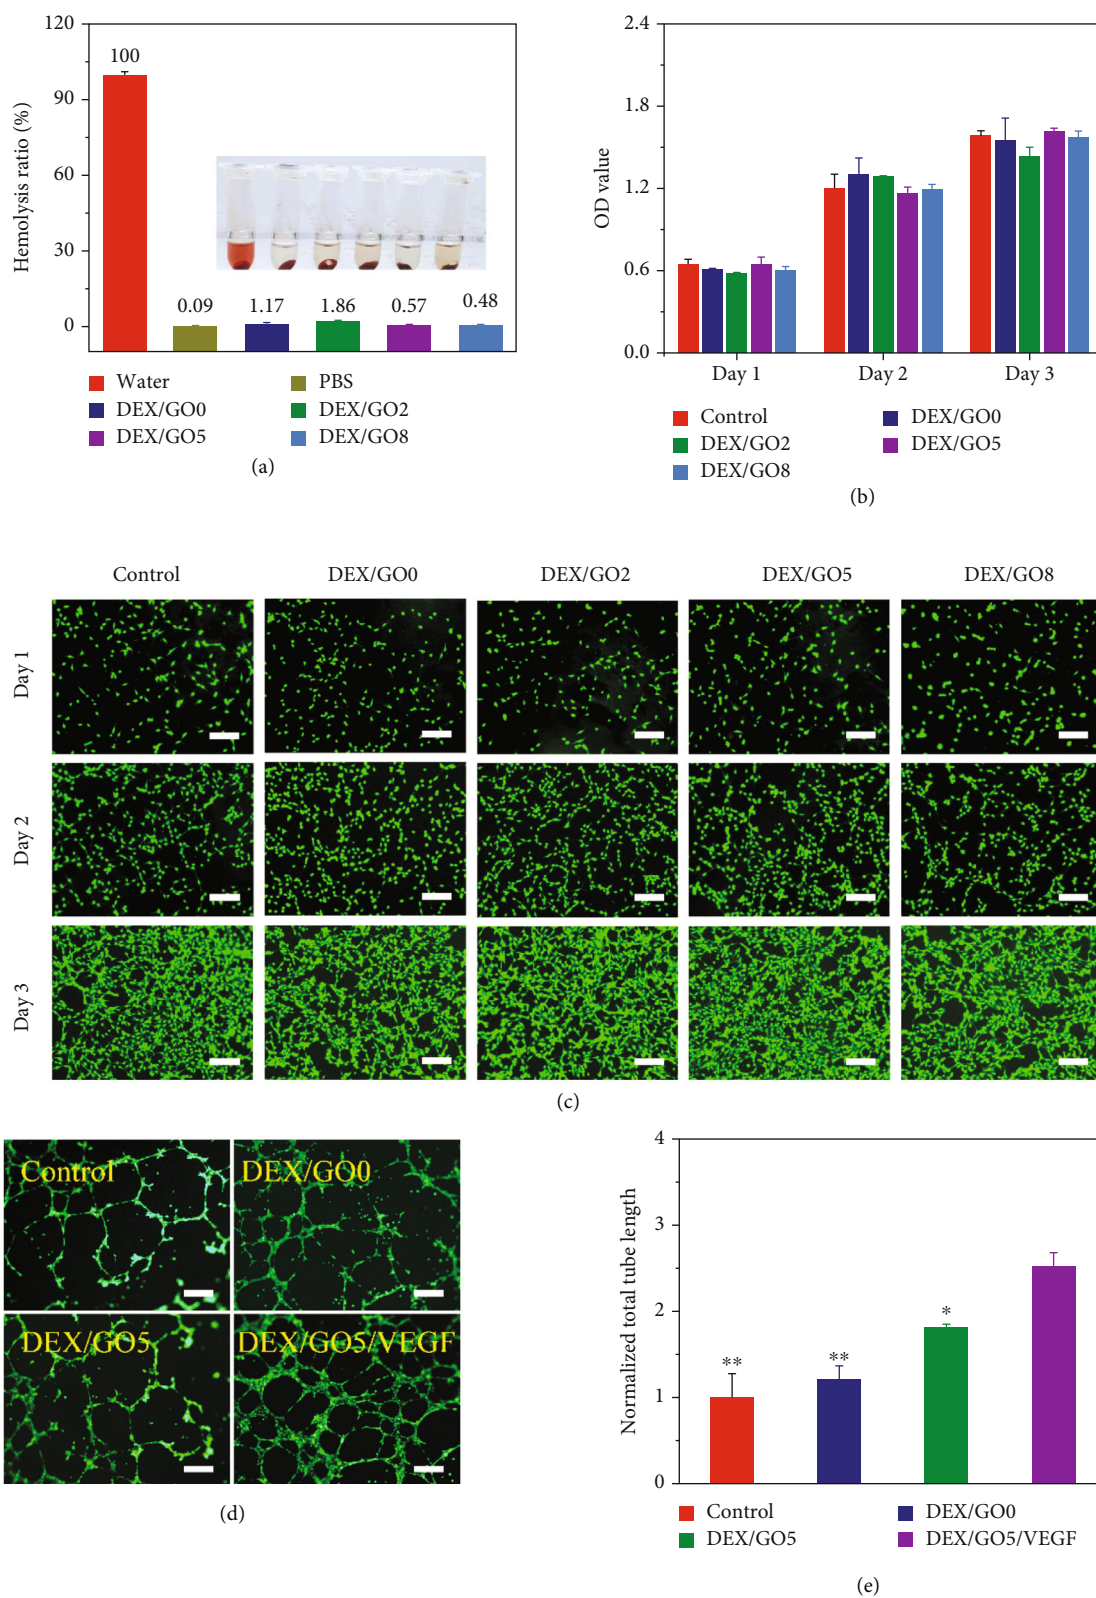 120
90
60
30
0
Hemolysis ratio (%)
100
0.09
1.17
1.86
0.57
0.48
Water
PBS
DEX/GO0
DEX/GO2
DEX/GO5
DEX/GO8
(a)
2.4
1.8
1.2
0.6
0.0
OD value
Day 1
Day 2
Day 3
Control
DEX/GO0
DEX/GO2
DEX/GO5
DEX/GO8
(b)
Control
DEX/GO0
DEX/GO2
DEX/GO5
DEX/GO8
Day 1
Day 2
Day 3
(c)
Control
DEX/GO0
DEX/GO5
DEX/GO5/VEGF
(d)
4
3
2
1
0
Normalized total tube length
**
**
*
Control
DEX/GO0
DEX/GO5
DEX/GO5/VEGF
(e)